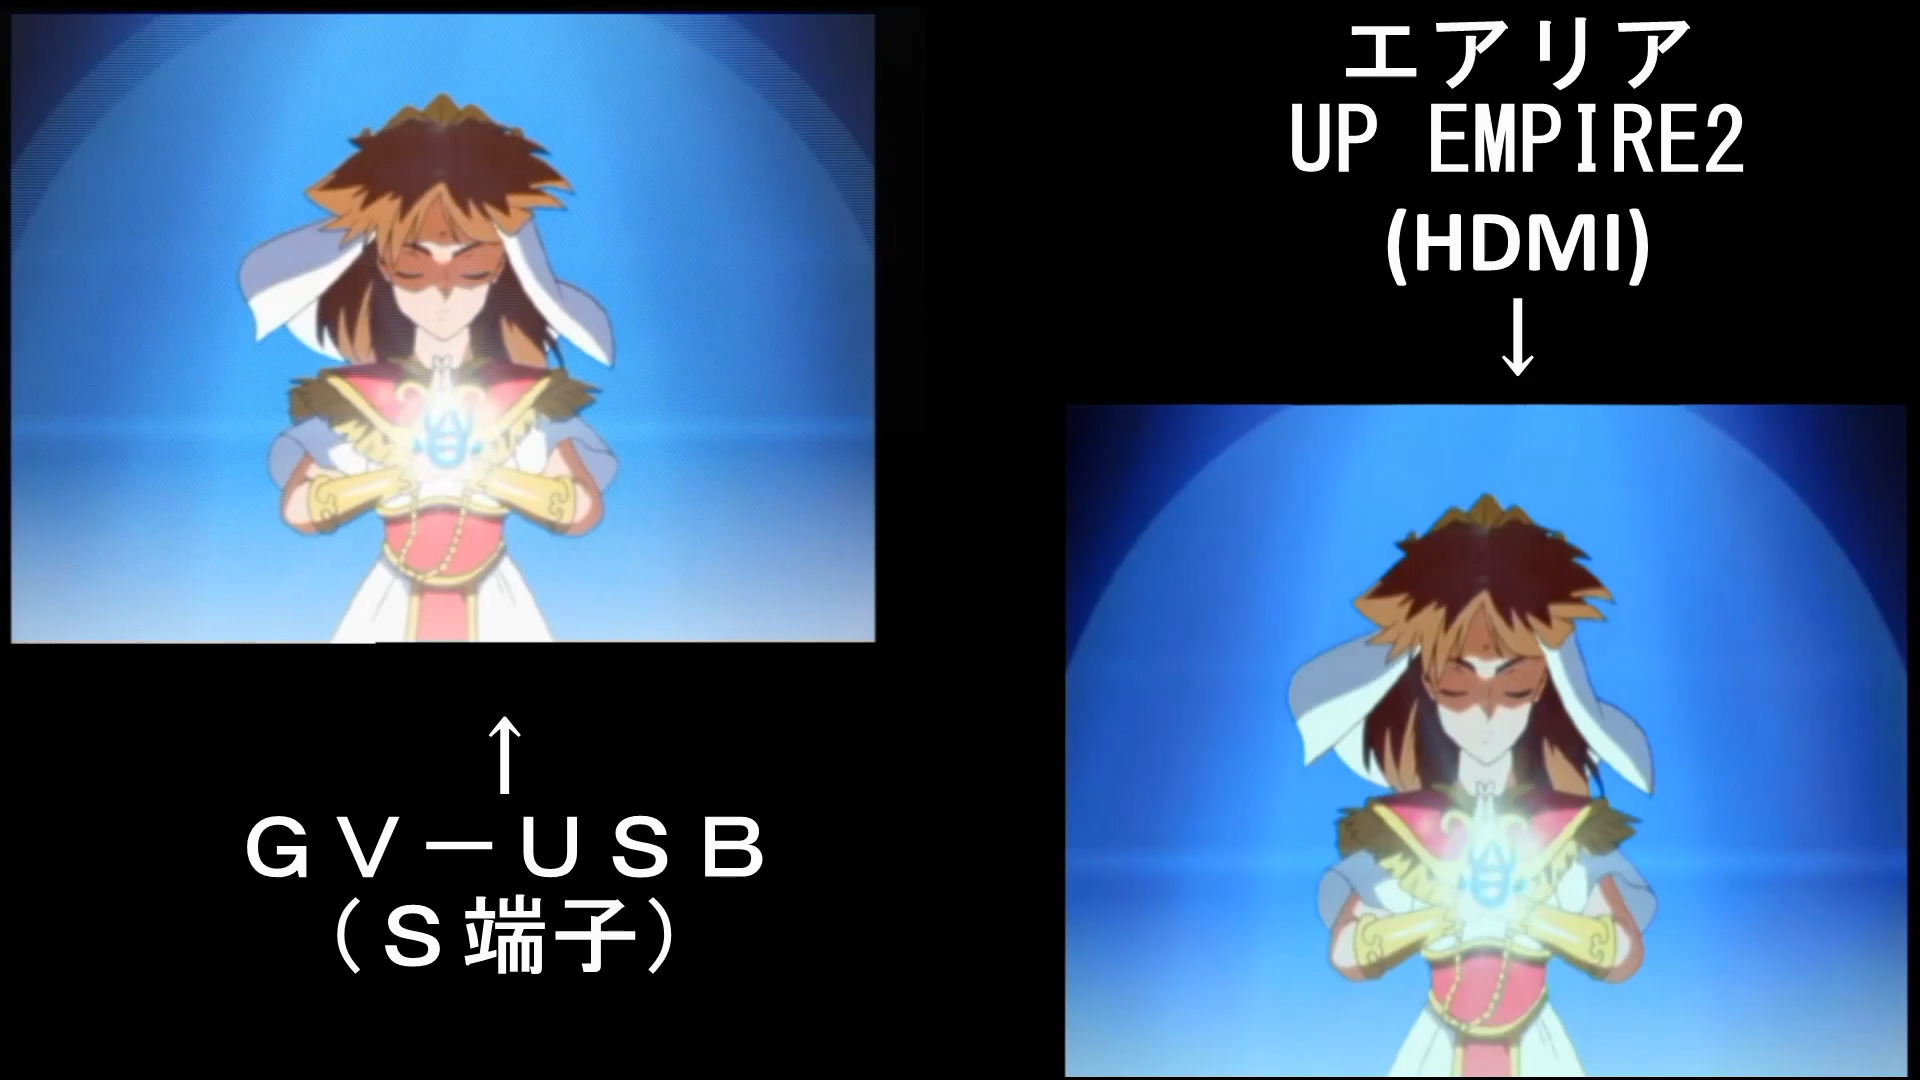 エアリア
UP EMPIRE2
(HDMI)
↓
↑
ＧＶ－ＵＳＢ
（Ｓ端子）